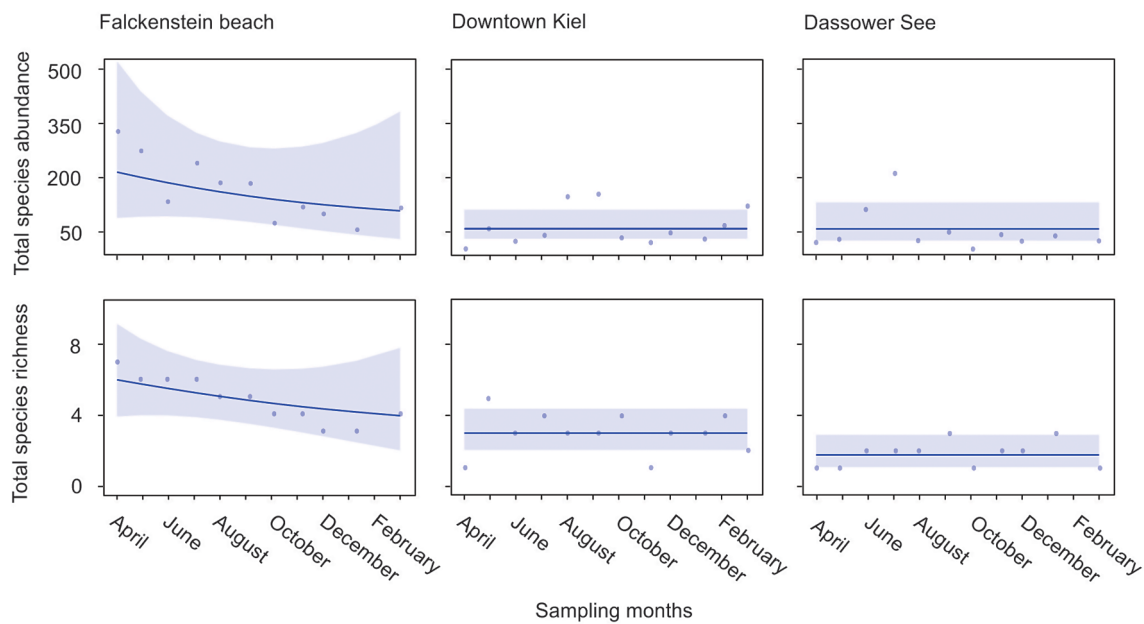 Falckenstein beach
Downtown Kiel
Dassower See
Total species abundance
500
350
200
50
Total species richness
8
4
0
April
June
August
October
December
February
April
June
August
October
December
February
April
June
August
October
December
February
Sampling months